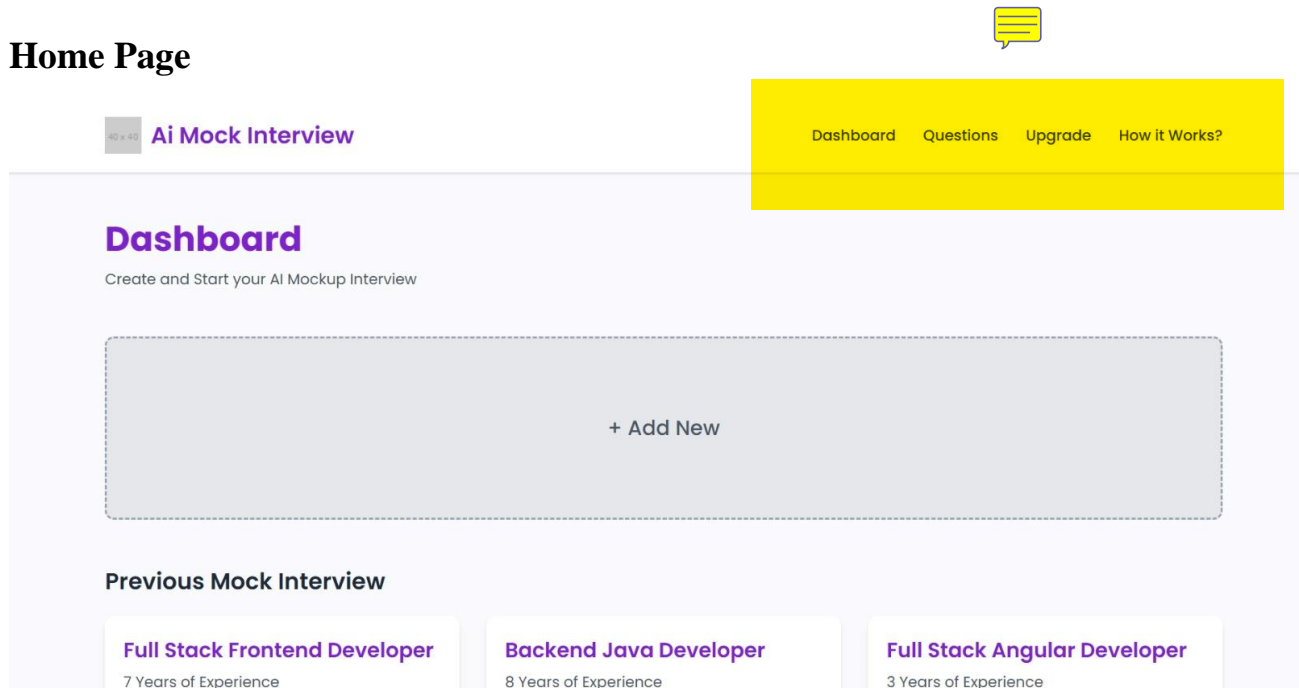 Home Page
40 x 40 Ai Mock Interview Dashboard Questions Upgrade How it Works?
Dashboard
Create and Start your AI Mockup Interview
+ Add New
Previous Mock Interview
Full Stack Frontend Developer Backend Java Developer Full Stack Angular Developer
7 Years of Experience 8 Years of Experience 3 Years of Experience